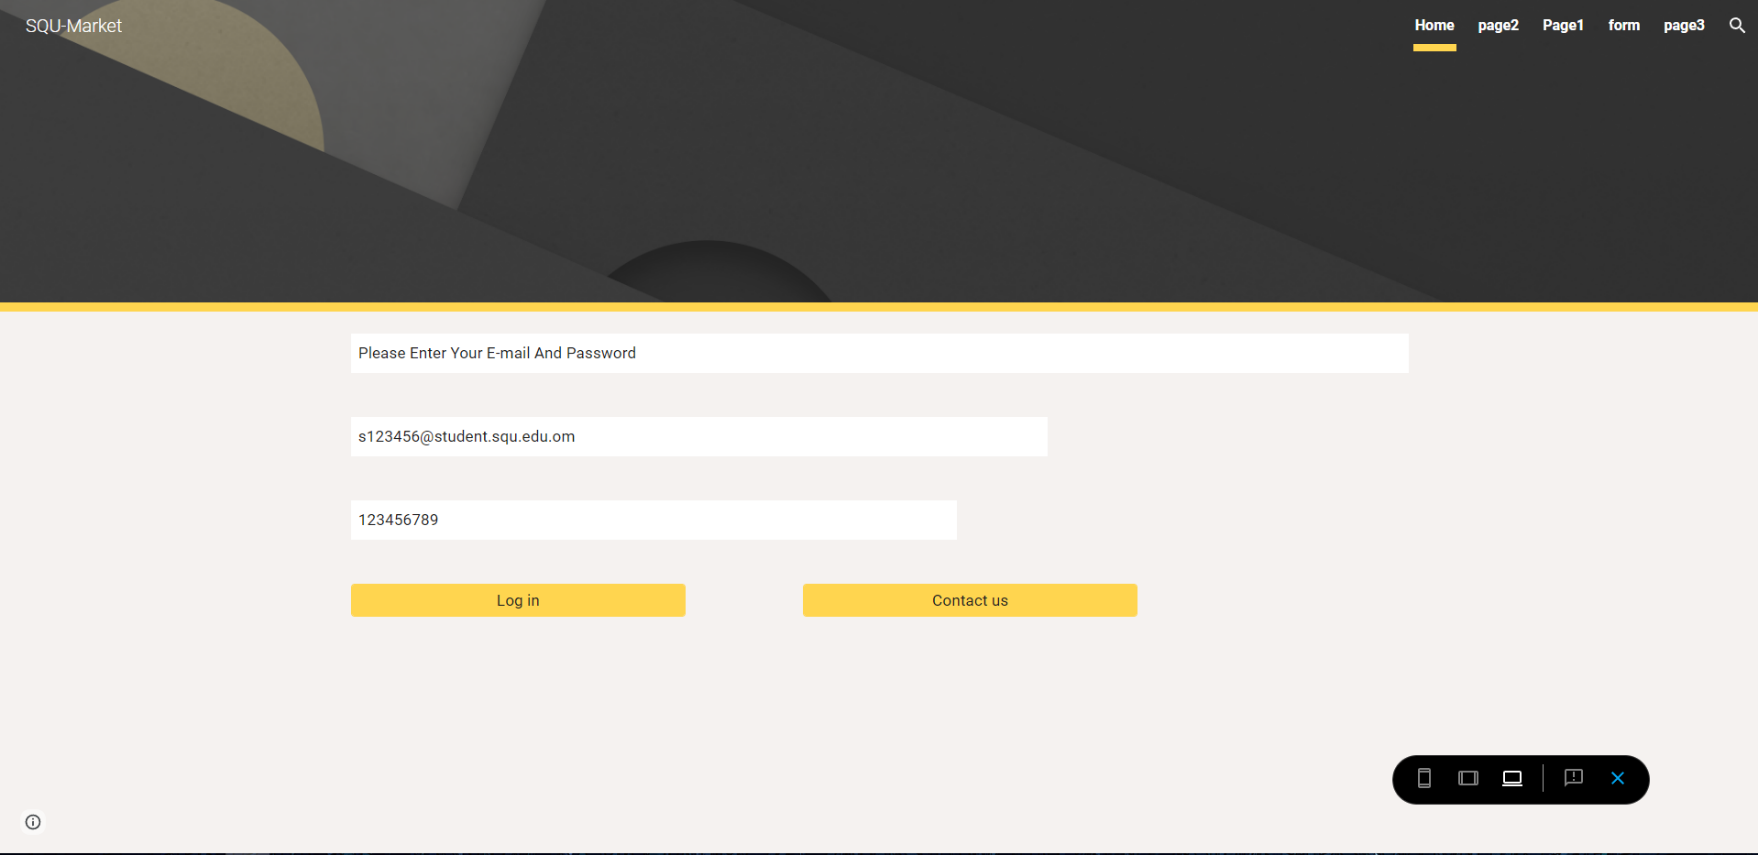 SQU-Market
Home page2 Page1 form page3
Please Enter Your E-mail And Password
s123456@student.squ.edu.om
123456789
Log in Contact us